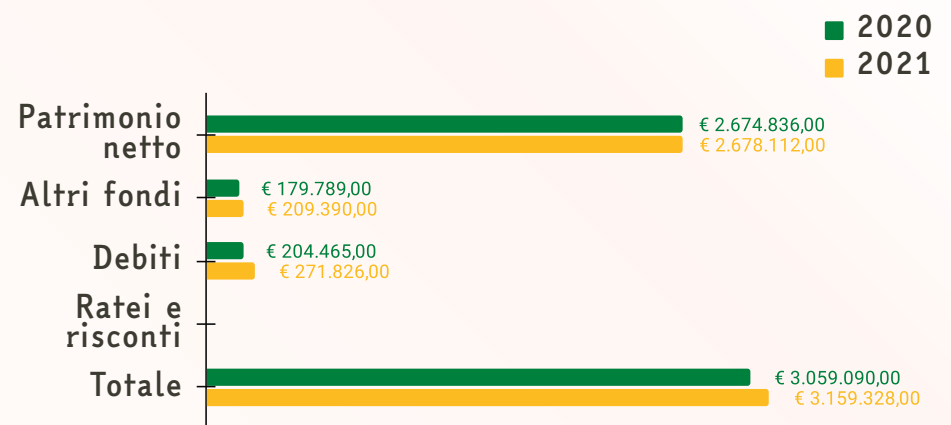 2020
2021
Patrimonio
netto
€ 2.674.836,00
€ 2.678.112,00
Altri fondi
€ 179.789,00
€ 209.390,00
Debiti
€ 204.465,00
€ 271.826,00
Ratei e
risconti
Totale
€ 3.059.090,00
€ 3.159.328,00